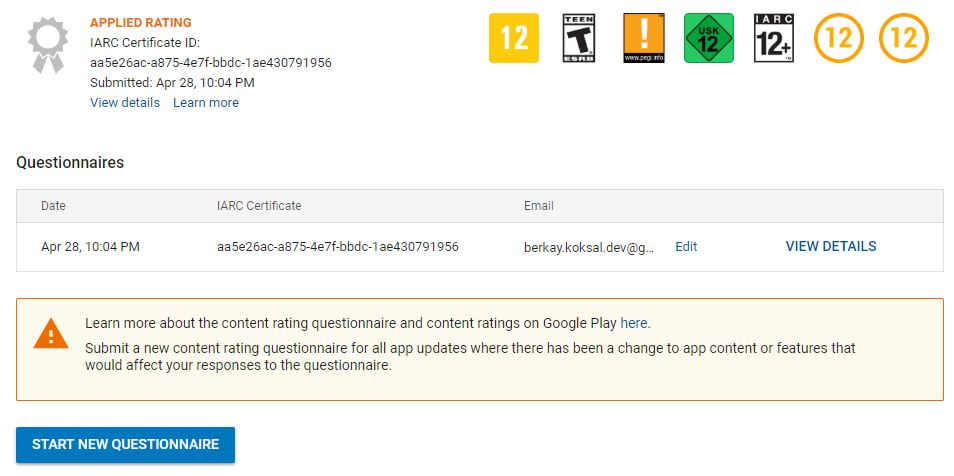 APPLIED RATING
IARC Certificate ID:
aa5e26ac-a875-4e7f-bbdc-1ae430791956
Submitted: Apr 28, 10:04 PM
View details Learn more
12
TEEN
T
ESRB
!
www.pegi.info
USK
12
IARC
12+
TM
12
12
Questionnaires
Date IARC Certificate Email
Apr 28, 10:04 PM aa5e26ac-a875-4e7f-bbdc-1ae430791956 berkay.koksal.dev@g... Edit VIEW DETAILS
Learn more about the content rating questionnaire and content ratings on Google Play here.
Submit a new content rating questionnaire for all app updates where there has been a change to app content or features that
would affect your responses to the questionnaire.
START NEW QUESTIONNAIRE